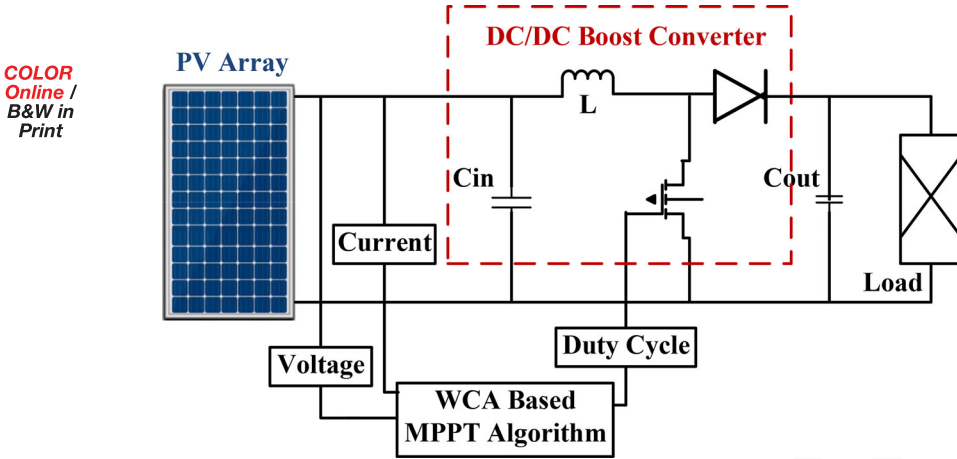 COLOR
Online /
B&W in
Print
PV Array
DC/DC Boost Converter
L
Cin
Cout
Current
Load
Voltage
Duty Cycle
WCA Based
MPPT Algorithm